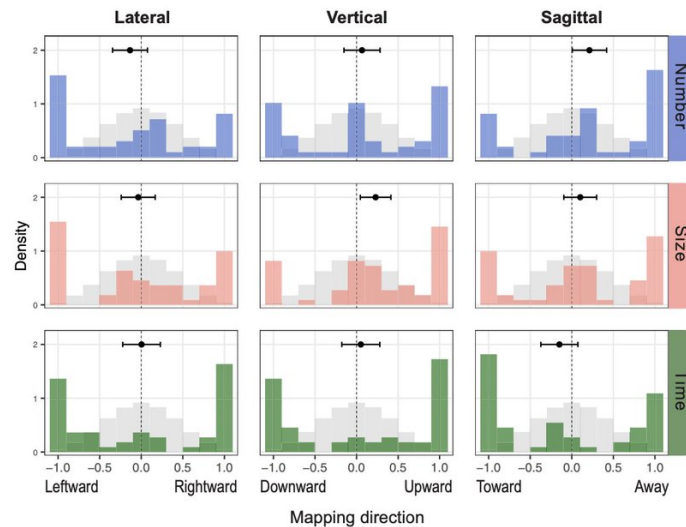 Lateral Vertical Sagittal
2
1
0
Number
2
1
0
Density
Size
2
1
0
Time
−1.0 −0.5 0.0 0.5 1.0 −1.0 −0.5 0.0 0.5 1.0 −1.0 −0.5 0.0 0.5 1.0
Leftward Rightward Downward Upward Toward Away
Mapping direction